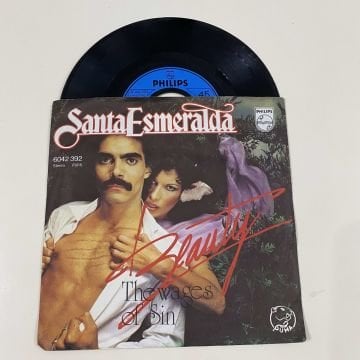 PHILIPS
45
Santa Esmeralda
PHILIPS
6042 392
Beauty
The wages
of Sin